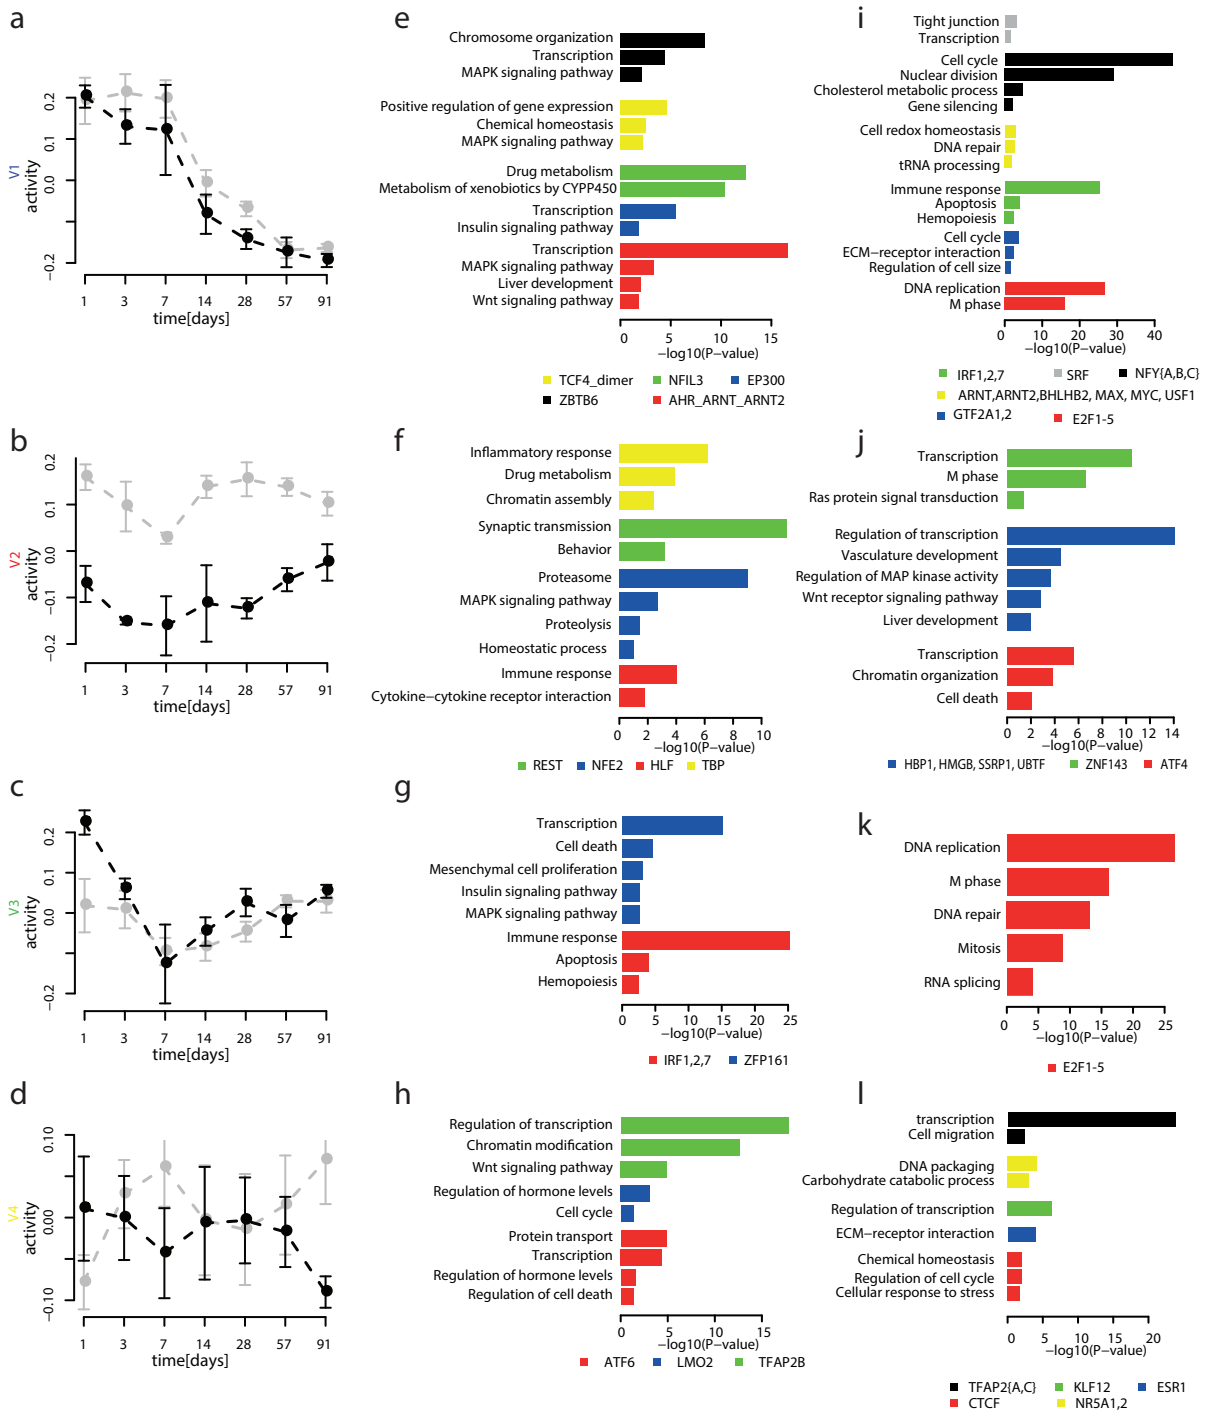 a
0.2
0.0
−0.2
V1
activity
1 3 7 14 28 57 91
time[days]
b
0.2
0.1
0.0
−0.1
−0.2
V2
activity
1 3 7 14 28 57 91
time[days]
c
0.2
0.0
−0.2
V3
activity
1 3 7 14 28 57 91
time[days]
d
0.10
0.00
−0.10
V4
activity
1 3 7 14 28 57 91
time[days]
e
Chromosome organization
Transcription
MAPK signaling pathway
Positive regulation of gene expression
Chemical homeostasis
MAPK signaling pathway
Drug metabolism
Metabolism of xenobiotics by CYPP450
Transcription
Insulin signaling pathway
Transcription
MAPK signaling pathway
Liver development
Wnt signaling pathway
0 5 10 15
−log10(P−value)
TCF4_dimer NFIL3 EP300
ZBTB6 AHR_ARNT_ARNT2
f
Inflammatory response
Drug metabolism
Chromatin assembly
Synaptic transmission
Behavior
Proteasome
MAPK signaling pathway
Proteolysis
Homeostatic process
Immune response
Cytokine−cytokine receptor interaction
0 2 4 6 8 10
−log10(P−value)
REST NFE2 HLF TBP
g
Transcription
Cell death
Mesenchymal cell proliferation
Insulin signaling pathway
MAPK signaling pathway
Immune response
Apoptosis
Hemopoiesis
0 5 10 15 20 25
−log10(P−value)
IRF1,2,7 ZFP161
h
Regulation of transcription
Chromatin modification
Wnt signaling pathway
Regulation of hormone levels
Cell cycle
Protein transport
Transcription
Regulation of hormone levels
Regulation of cell death
0 5 10 15
−log10(P−value)
ATF6 LMO2 TFAP2B
i
Tight junction
Transcription
Cell cycle
Nuclear division
Cholesterol metabolic process
Gene silencing
Cell redox homeostasis
DNA repair
tRNA processing
Immune response
Apoptosis
Hemopoiesis
Cell cycle
ECM−receptor interaction
Regulation of cell size
DNA replication
M phase
0 10 20 30 40
−log10(P−value)
IRF1,2,7 SRF NFY{A,B,C}
ARNT,ARNT2,BHLHB2, MAX, MYC, USF1
GTF2A1,2 E2F1-5
j
Transcription
M phase
Ras protein signal transduction
Regulation of transcription
Vasculature development
Regulation of MAP kinase activity
Wnt receptor signaling pathway
Liver development
Transcription
Chromatin organization
Cell death
0 2 4 6 8 10 12 14
−log10(P−value)
HBP1, HMGB, SSRP1, UBTF ZNF143 ATF4
k
DNA replication
M phase
DNA repair
Mitosis
RNA splicing
0 5 10 15 20 25
−log10(P−value)
E2F1-5
l
transcription
Cell migration
DNA packaging
Carbohydrate catabolic process
Regulation of transcription
ECM−receptor interaction
Chemical homeostasis
Regulation of cell cycle
Cellular response to stress
0 5 10 15 20
−log10(P−value)
TFAP2{A,C} KLF12 ESR1
CTCF NR5A1,2